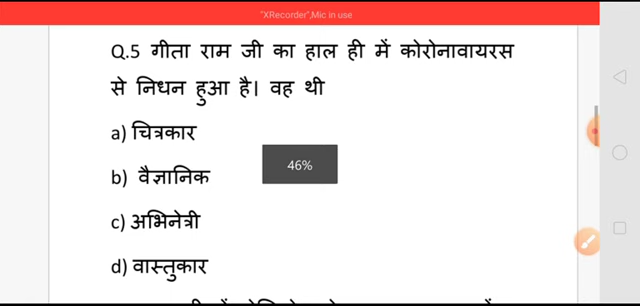 "XRecorder",Mic in use
Q.5 गीता राम जी का हाल ही में कोरोनावायरस
से निधन हुआ है। वह थी
a) चित्रकार
46%
b) वैज्ञानिक
c) अभिनेत्री
d) वास्तुकार